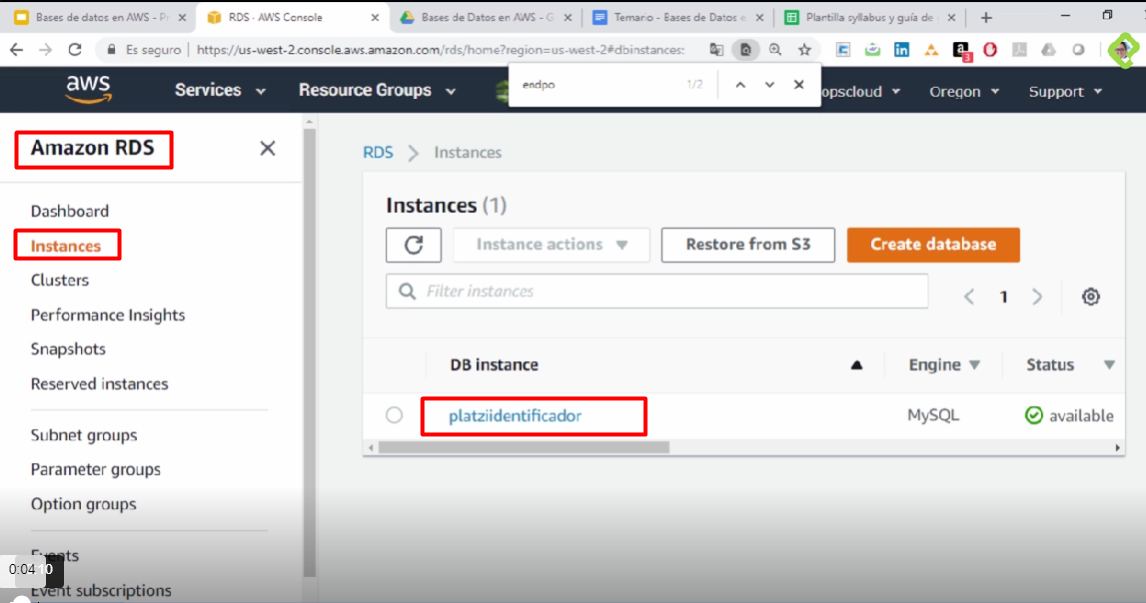 Bases de datos en AWS - P
RDS · AWS Console
Bases de Datos en AWS - G
Temario - Bases de Datos e
Plantilla syllabus y guía de
Es seguro
https://us-west-2.console.aws.amazon.com/rds/home?region=us-west-2#dbinstances:
aws
Services
Resource Groups
endpo
1/2
opscloud
Oregon
Support
Amazon RDS
Dashboard
Instances
Clusters
Performance Insights
Snapshots
Reserved instances
Subnet groups
Parameter groups
Option groups
Events
Event subscriptions
0:04:10
RDS > Instances
Instances (1)
Instance actions
Restore from S3
Create database
Filter instances
1
DB instance
Engine
Status
platziidentificador
MySQL
available